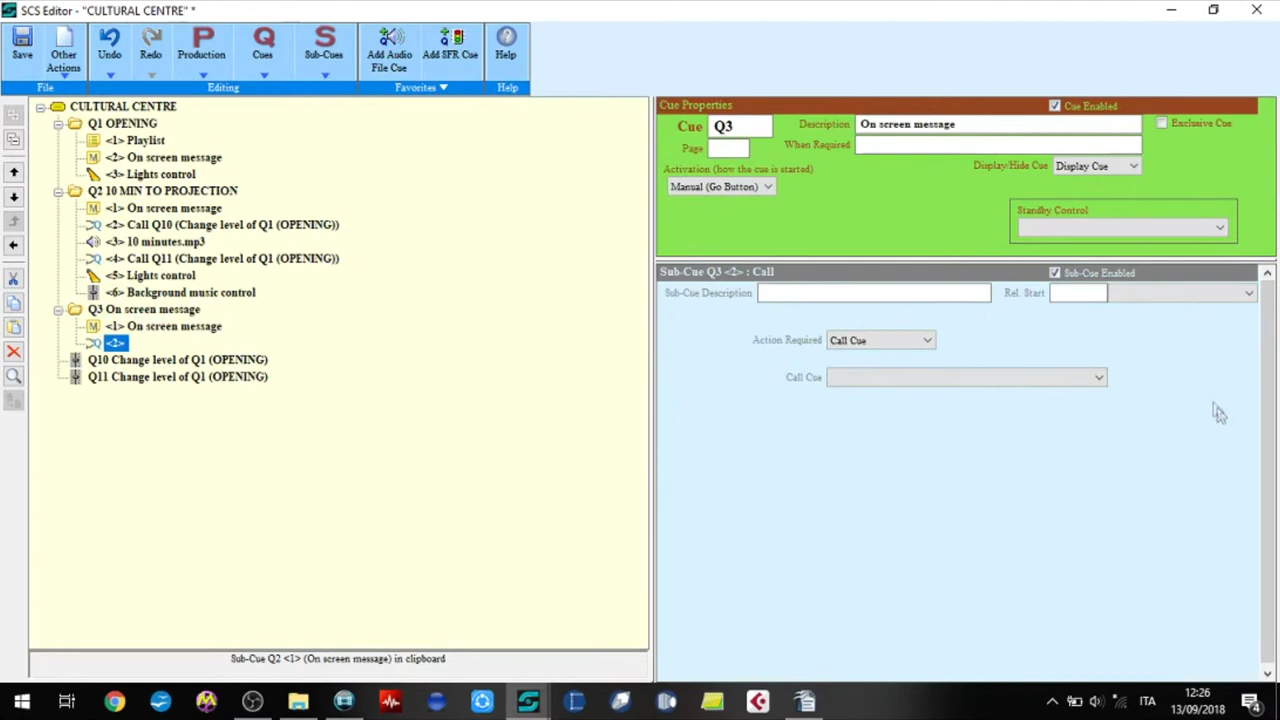 SCS Editor - "CULTURAL CENTRE" *
Save
Other Actions
Undo
Redo
Production
Cues
Sub-Cues
Add Audio File Cue
Add SFR Cue
Help
File
Editing
Favorites
Help
CULTURAL CENTRE
Q1 OPENING
<1> Playlist
<2> On screen message
<3> Lights control
Q2 10 MIN TO PROJECTION
<1> On screen message
<2> Call Q10 (Change level of Q1 (OPENING))
<3> 10 minutes.mp3
<4> Call Q11 (Change level of Q1 (OPENING))
<5> Lights control
<6> Background music control
Q3 On screen message
<1> On screen message
<2>
Q10 Change level of Q1 (OPENING)
Q11 Change level of Q1 (OPENING)
Sub-Cue Q2 <1> (On screen message) in clipboard
Cue Properties
Cue Enabled
Cue Q3
Description On screen message
Exclusive Cue
Page
When Required
Activation (how the cue is started)
Display/Hide Cue Display Cue
Manual (Go Button)
Standby Control
Sub-Cue Q3 <2> : Call
Sub-Cue Enabled
Sub-Cue Description
Rel. Start
Action Required Call Cue
Call Cue
ITA
12:26
13/09/2018
4